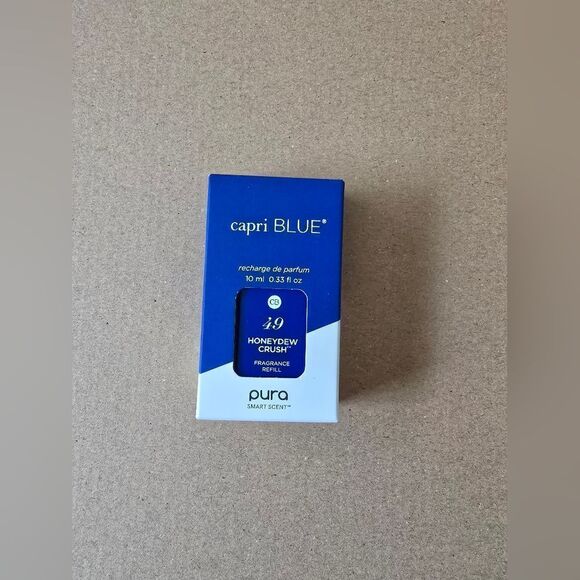 capri BLUE®
recharge de parfum
10 ml 0.33 fl oz
CB
49
HONEYDEW
CRUSH™
FRAGRANCE
REFILL
pura
SMART SCENT™